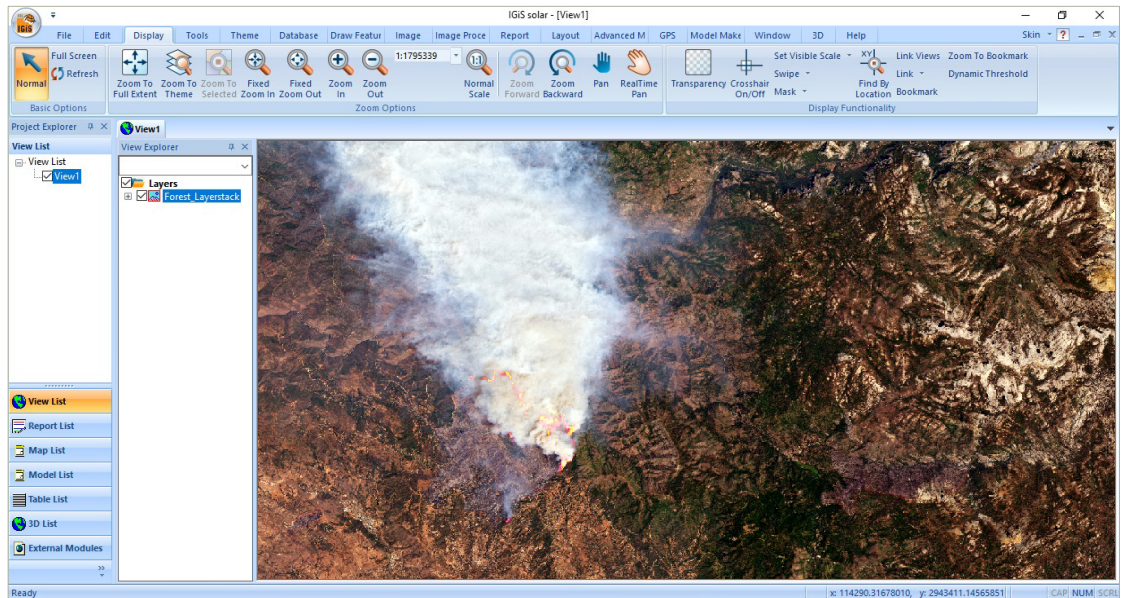 IGiS solar - [View1]
IGiS
File Edit Display Tools Theme Database Draw Featur Image Image Proce Report Layout Advanced M GPS Model Make Window 3D Help Skin
Normal
Full Screen
Refresh
Basic Options
Zoom To Full Extent
Zoom To Theme
Zoom To Selected
Fixed Zoom In
Fixed Zoom Out
Zoom In
Zoom Out
1:1795339
1:1
Normal Scale
Zoom Forward
Zoom Backward
Pan
RealTime Pan
Zoom Options
Transparency
Crosshair On/Off
Set Visible Scale
Swipe
Mask
XY
Find By Location
Link Views
Link
Bookmark
Zoom To Bookmark
Dynamic Threshold
Display Functionality
Project Explorer
View List
View List
View1
View1
View Explorer
Layers
Forest_Layerstack
View List
Report List
Map List
Model List
Table List
3D List
External Modules
Ready
x: 114290.31678010, y: 2943411.14565851
CAP NUM SCRL